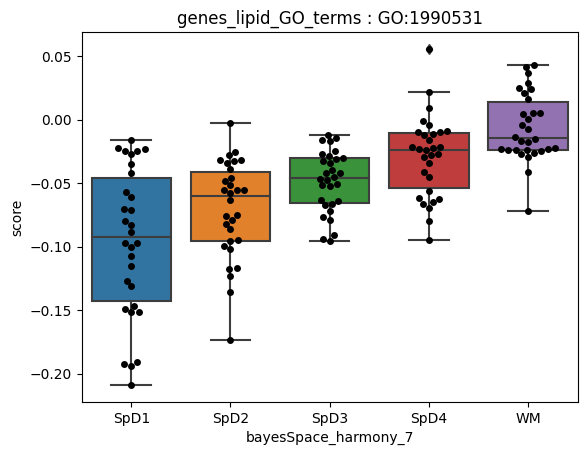 genes_lipid_GO_terms : GO:1990531
0.05
0.00
−0.05
−0.10
−0.15
−0.20
score
SpD1 SpD2 SpD3 SpD4 WM
bayesSpace_harmony_7